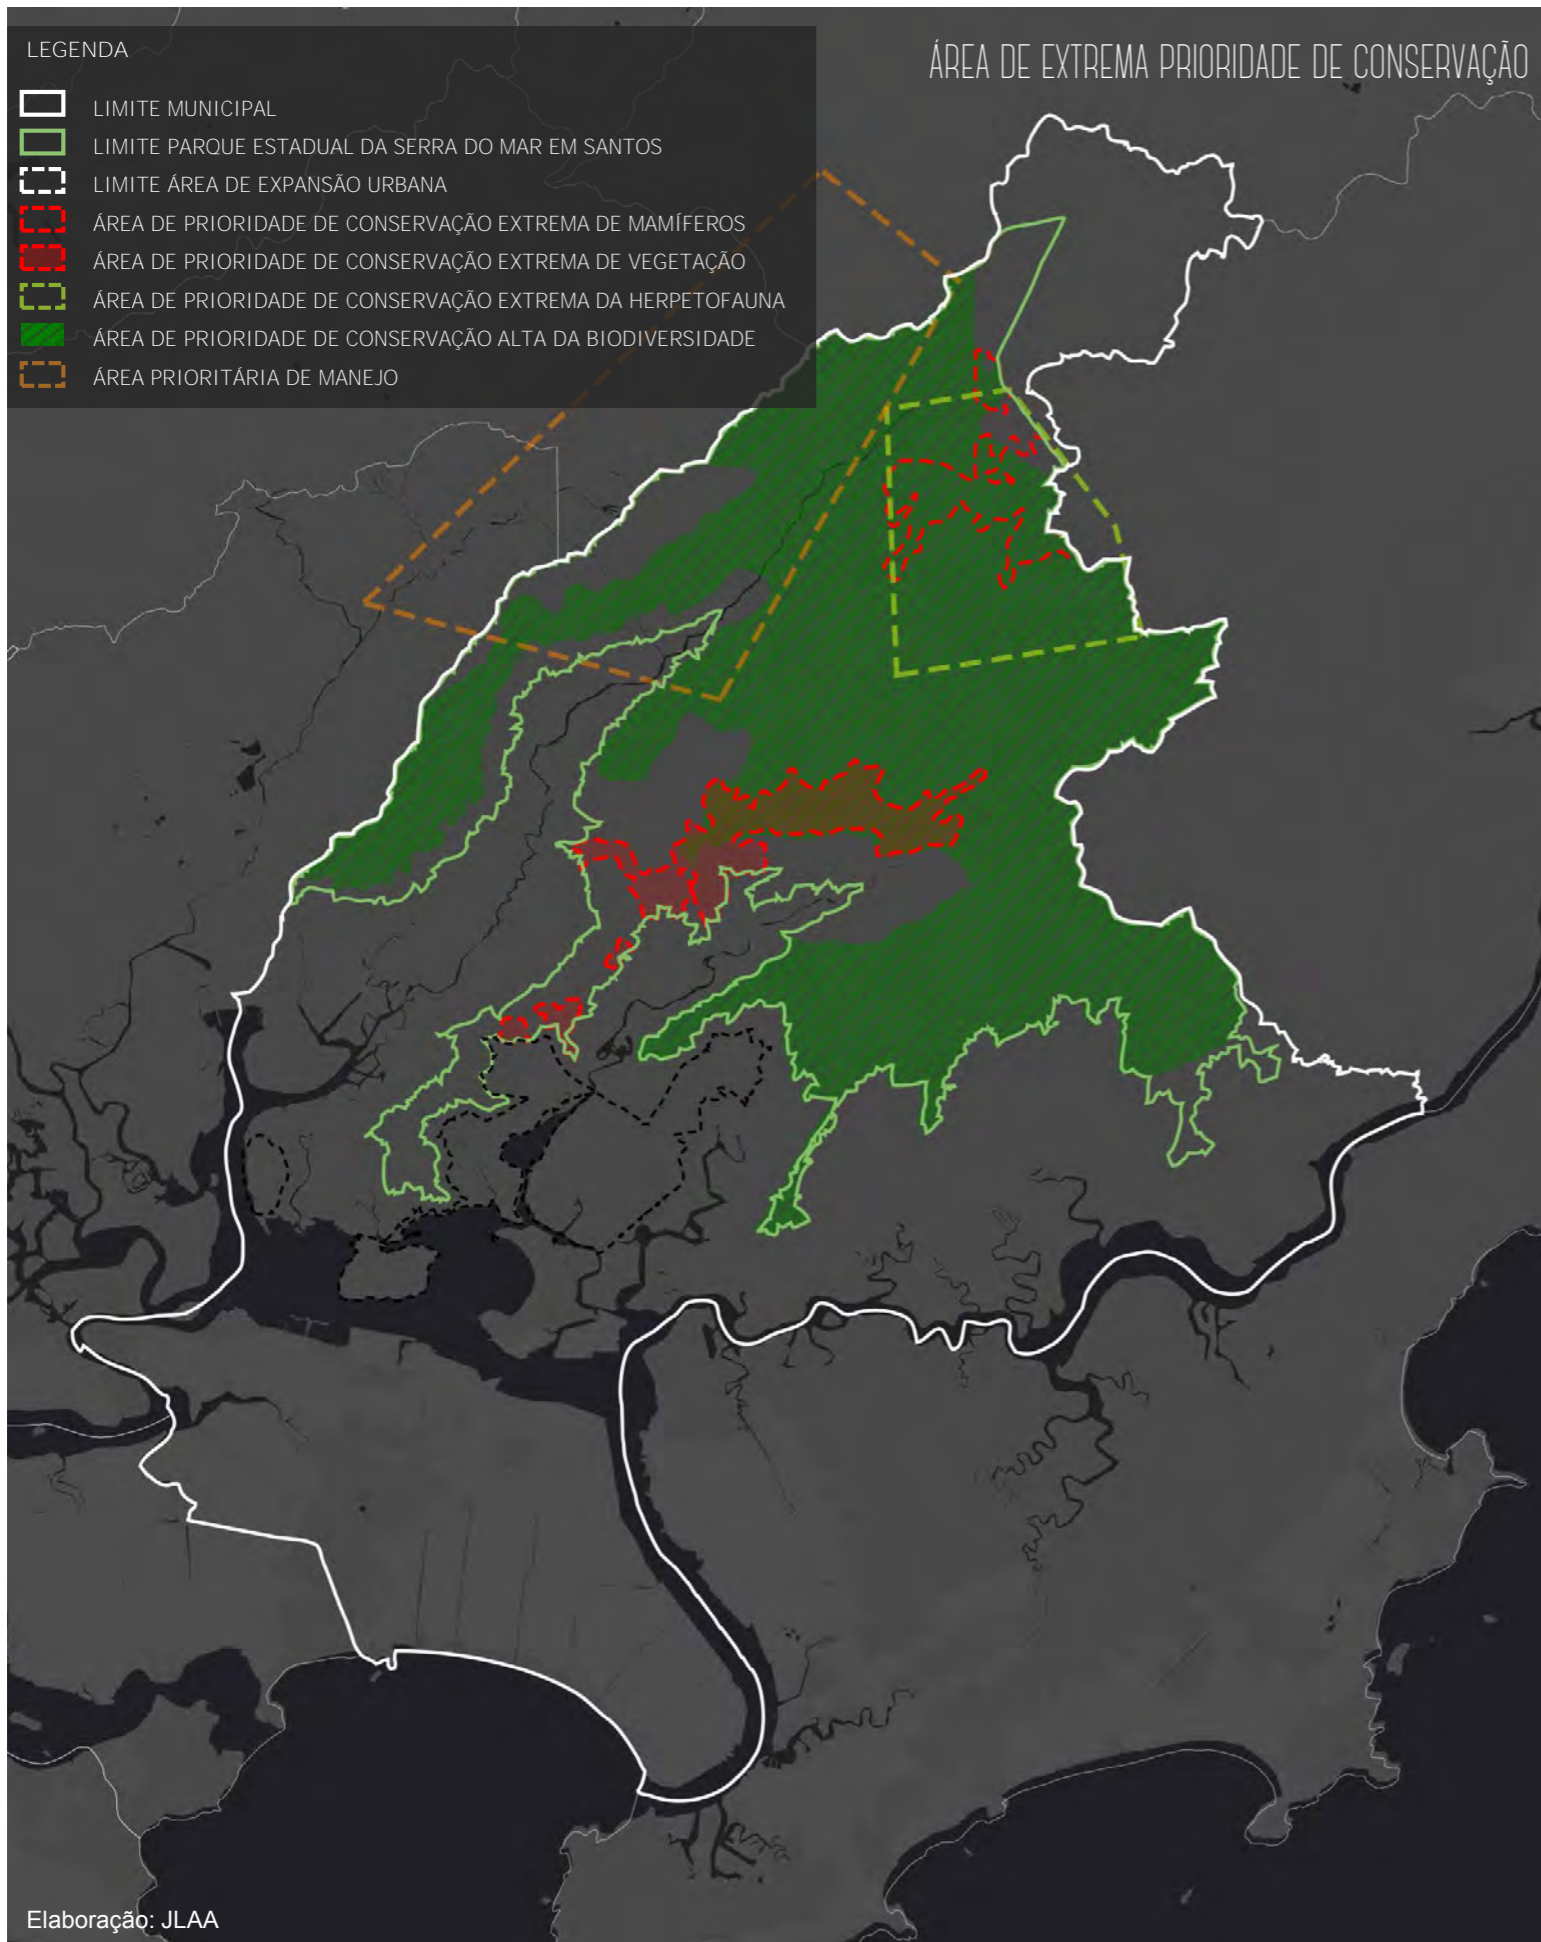 ÁREA DE EXTREMA PRIORIDADE DE CONSERVAÇÃO
LEGENDA
LIMITE MUNICIPAL
LIMITE PARQUE ESTADUAL DA SERRA DO MAR EM SANTOS
LIMITE ÁREA DE EXPANSÃO URBANA
ÁREA DE PRIORIDADE DE CONSERVAÇÃO EXTREMA DE MAMÍFEROS
ÁREA DE PRIORIDADE DE CONSERVAÇÃO EXTREMA DE VEGETAÇÃO
ÁREA DE PRIORIDADE DE CONSERVAÇÃO EXTREMA DA HERPETOFAUNA
ÁREA DE PRIORIDADE DE CONSERVAÇÃO ALTA DA BIODIVERSIDADE
ÁREA PRIORITÁRIA DE MANEJO
Elaboração: JLAA